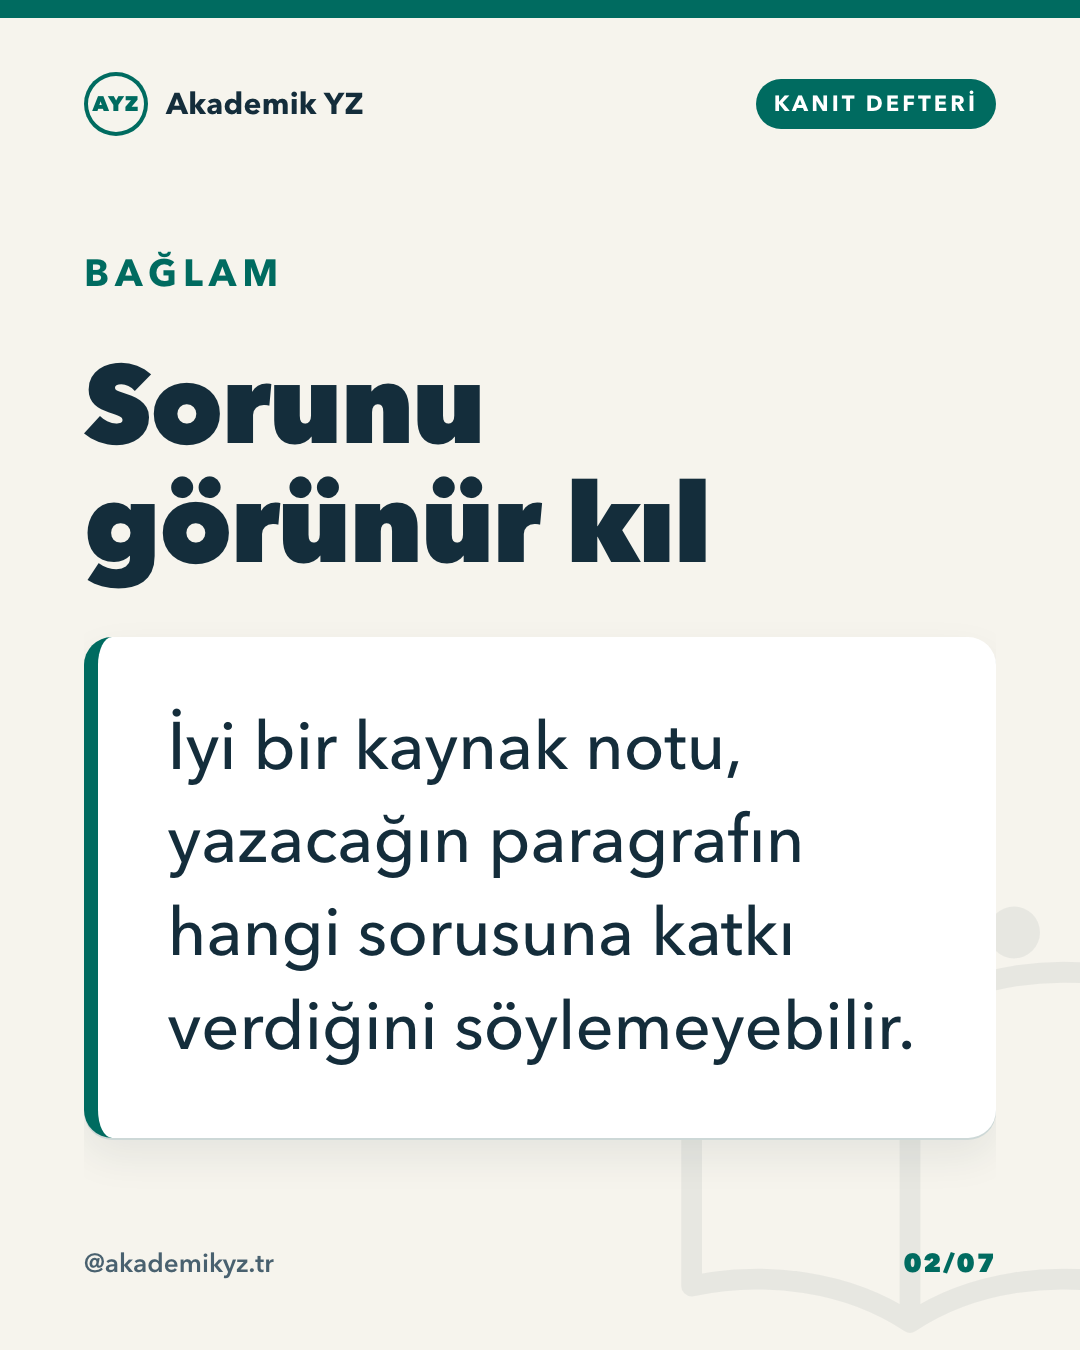 AYZ
Akademik YZ
KANIT DEFTERİ
BAĞLAM
Sorunu
görünür kıl
İyi bir kaynak notu,
yazacağın paragrafın
hangi sorusuna katkı
verdiğini söylemeyebilir.
@akademikyz.tr
02/07